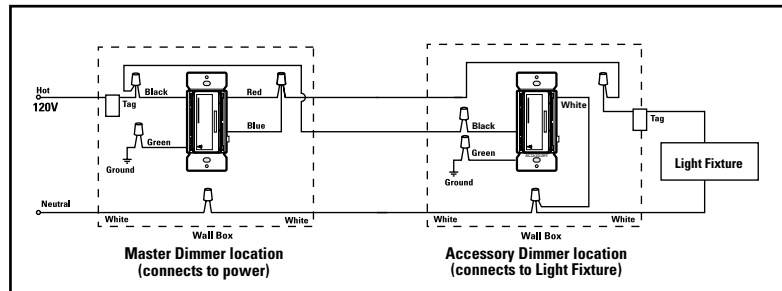 Hot
120V
Tag
Black
Red
Blue
Green
Ground
Neutral
White
White
Wall Box
Master Dimmer location
(connects to power)
White
Black
Green
Ground
ACCESSORY
Tag
Light Fixture
White
White
Wall Box
Accessory Dimmer location
(connects to Light Fixture)